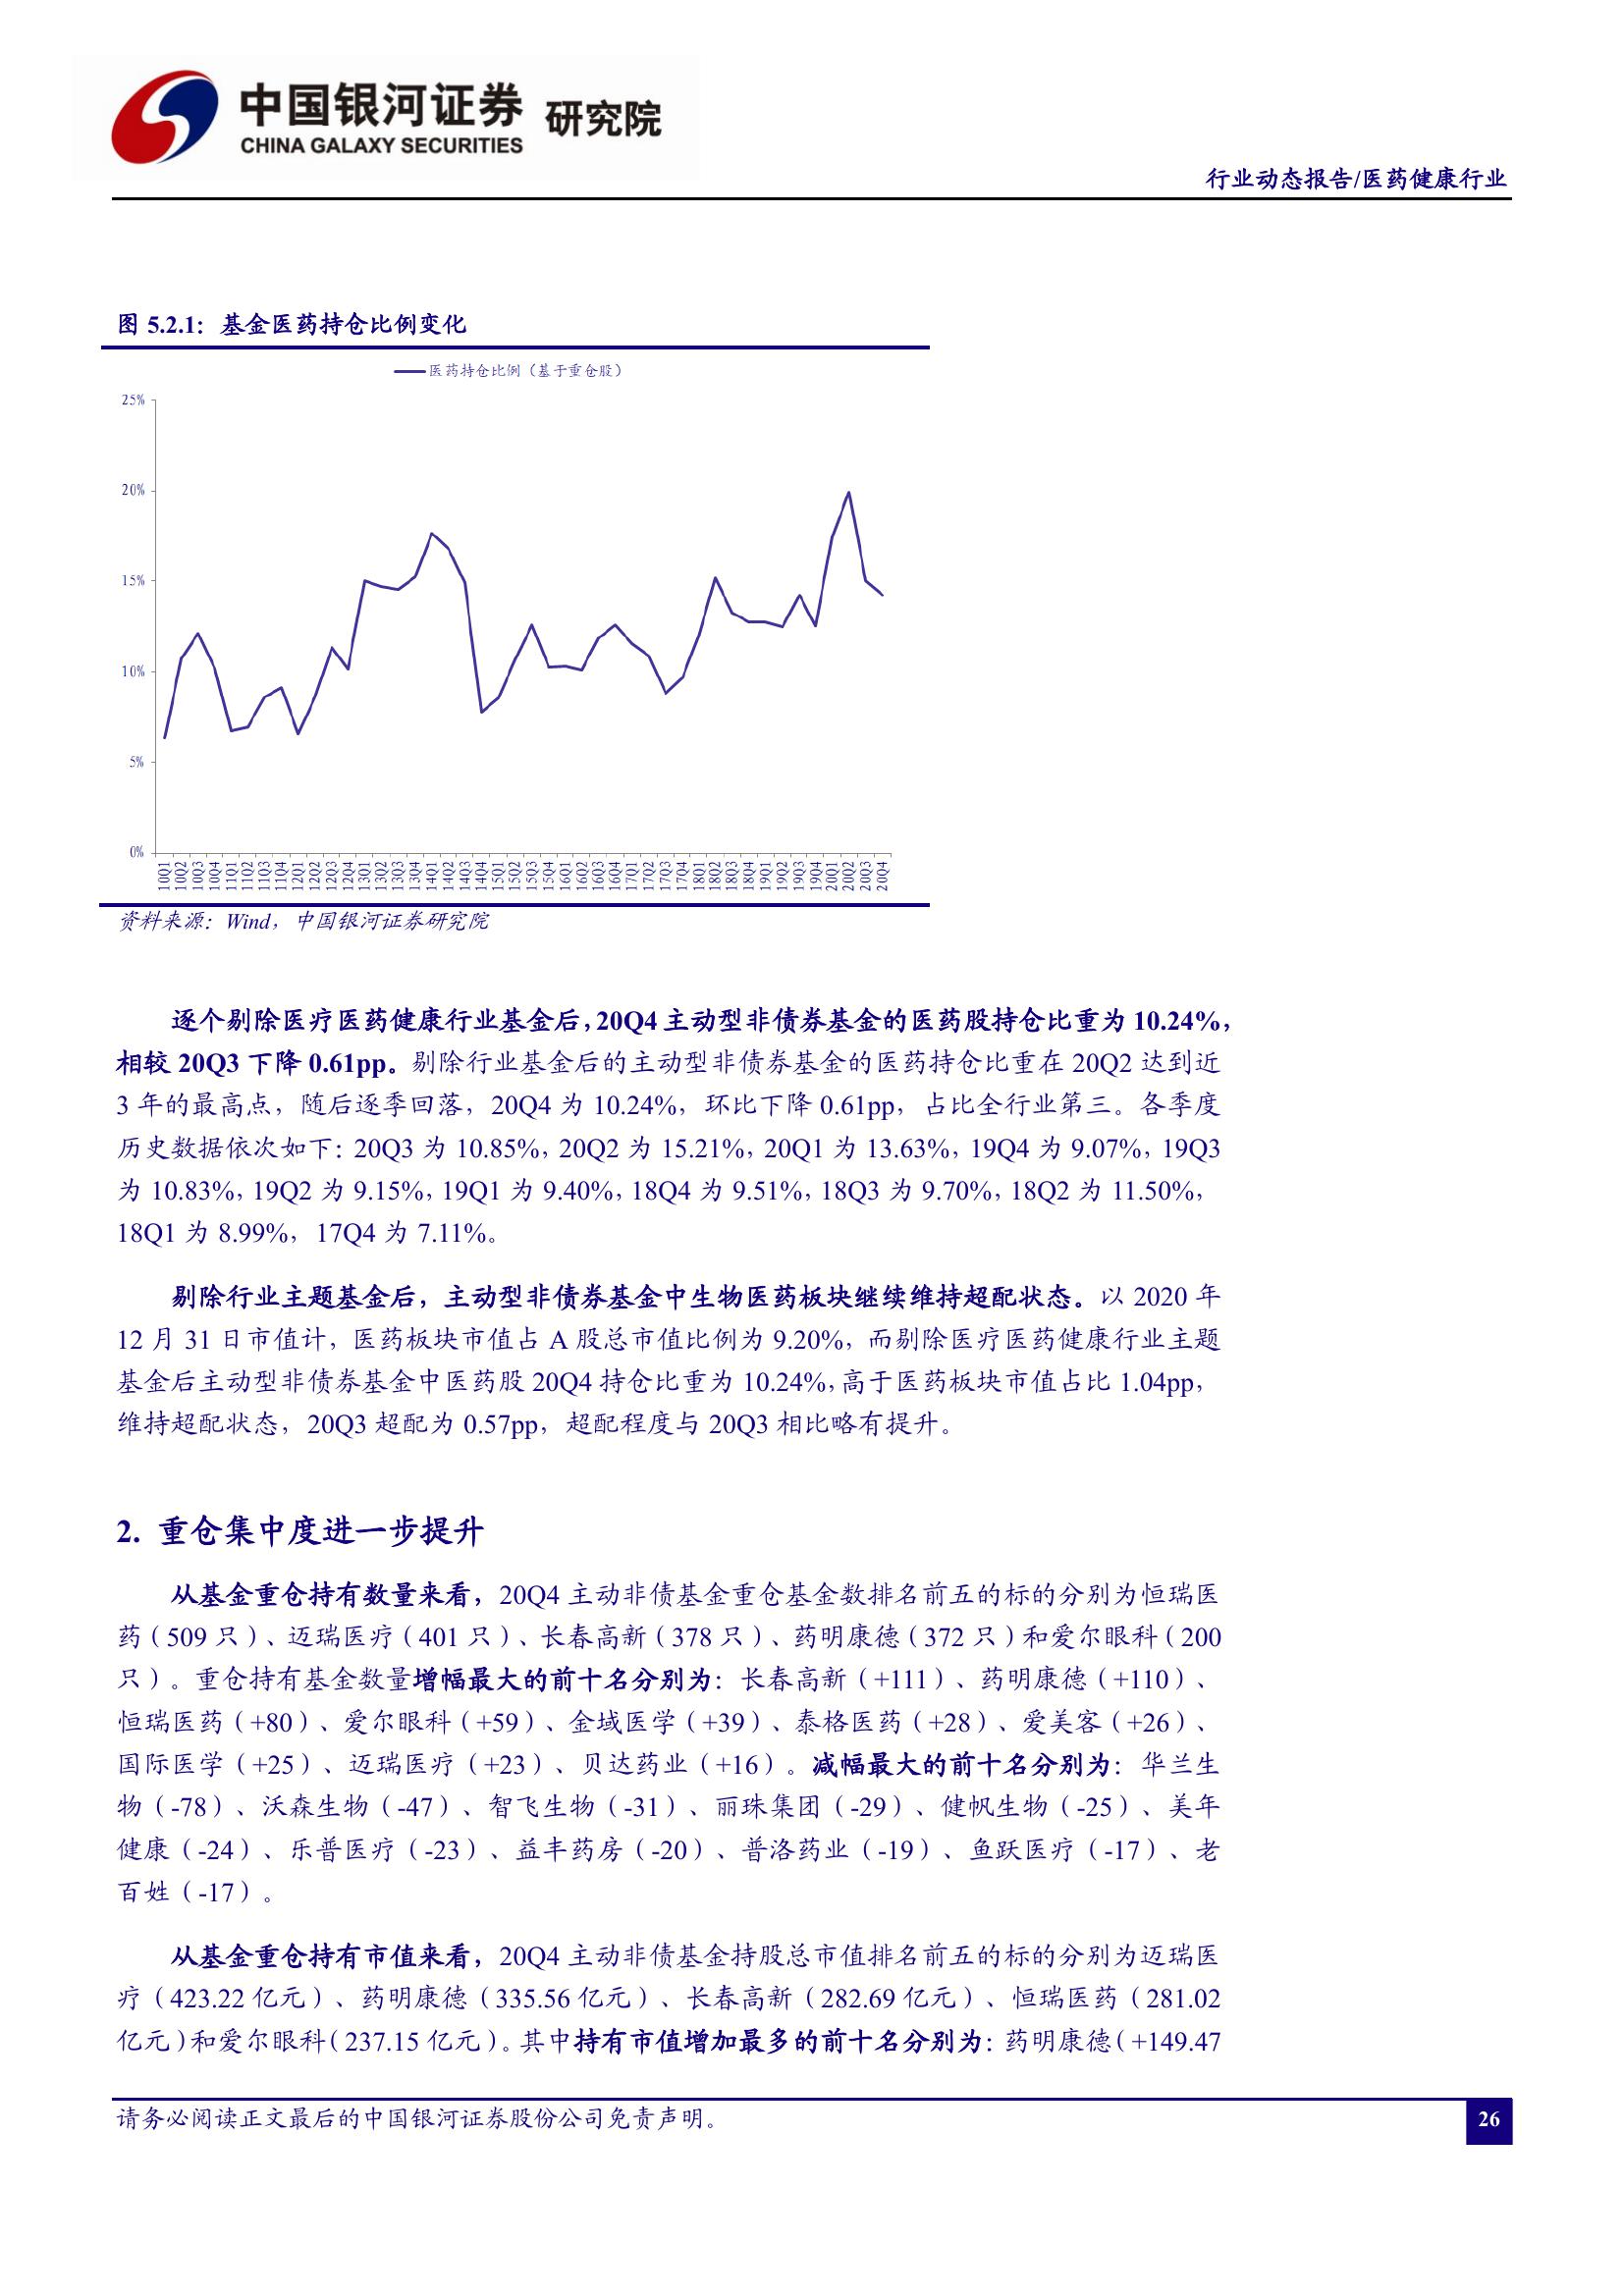 中国银河证券 研究院
CHINA GALAXY SECURITIES
行业动态报告/医药健康行业
图 5.2.1：基金医药持仓比例变化
医药持仓比例（基于重仓股）
25%
20%
15%
10%
5%
0%
10Q1 10Q2 10Q3 10Q4 11Q1 11Q2 11Q3 11Q4 12Q1 12Q2 12Q3 12Q4 13Q1 13Q2 13Q3 13Q4 14Q1 14Q2 14Q3 14Q4 15Q1 15Q2 15Q3 15Q4 16Q1 16Q2 16Q3 16Q4 17Q1 17Q2 17Q3 17Q4 18Q1 18Q2 18Q3 18Q4 19Q1 19Q2 19Q3 19Q4 20Q1 20Q2 20Q3 20Q4
资料来源：Wind，中国银河证券研究院
逐个剔除医疗医药健康行业基金后，20Q4 主动型非债券基金的医药股持仓比重为 10.24%，
相较 20Q3 下降 0.61pp。剔除行业基金后的主动型非债券基金的医药持仓比重在 20Q2 达到近
3 年的最高点，随后逐季回落，20Q4 为 10.24%，环比下降 0.61pp，占比全行业第三。各季度
历史数据依次如下：20Q3 为 10.85%，20Q2 为 15.21%，20Q1 为 13.63%，19Q4 为 9.07%，19Q3
为 10.83%，19Q2 为 9.15%，19Q1 为 9.40%，18Q4 为 9.51%，18Q3 为 9.70%，18Q2 为 11.50%，
18Q1 为 8.99%，17Q4 为 7.11%。
剔除行业主题基金后，主动型非债券基金中生物医药板块继续维持超配状态。以 2020 年
12 月 31 日市值计，医药板块市值占 A 股总市值比例为 9.20%，而剔除医疗医药健康行业主题
基金后主动型非债券基金中医药股 20Q4 持仓比重为 10.24%，高于医药板块市值占比 1.04pp，
维持超配状态，20Q3 超配为 0.57pp，超配程度与 20Q3 相比略有提升。
2. 重仓集中度进一步提升
从基金重仓持有数量来看，20Q4 主动非债基金重仓基金数排名前五的标的分别为恒瑞医
药（509 只）、迈瑞医疗（401 只）、长春高新（378 只）、药明康德（372 只）和爱尔眼科（200
只）。重仓持有基金数量增幅最大的前十名分别为：长春高新（+111）、药明康德（+110）、
恒瑞医药（+80）、爱尔眼科（+59）、金域医学（+39）、泰格医药（+28）、爱美客（+26）、
国际医学（+25）、迈瑞医疗（+23）、贝达药业（+16）。减幅最大的前十名分别为：华兰生
物（-78）、沃森生物（-47）、智飞生物（-31）、丽珠集团（-29）、健帆生物（-25）、美年
健康（-24）、乐普医疗（-23）、益丰药房（-20）、普洛药业（-19）、鱼跃医疗（-17）、老
百姓（-17）。
从基金重仓持有市值来看，20Q4 主动非债基金持股总市值排名前五的标的分别为迈瑞医
疗（423.22 亿元）、药明康德（335.56 亿元）、长春高新（282.69 亿元）、恒瑞医药（281.02
亿元）和爱尔眼科（237.15 亿元）。其中持有市值增加最多的前十名分别为：药明康德（+149.47
请务必阅读正文最后的中国银河证券股份公司免责声明。
26